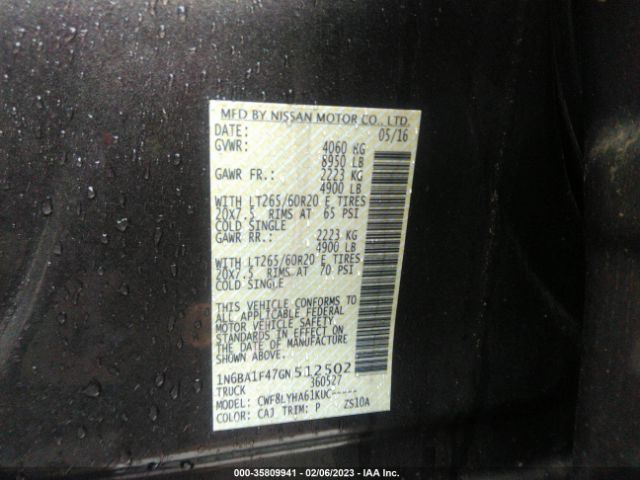 MFD BY NISSAN MOTOR CO., LTD.
DATE: 05/16
GVWR: 4060 KG
8950 LB
GAWR FR.: 2223 KG
4900 LB
WITH LT265/60R20 E TIRES
20X7.5 RIMS AT 65 PSI
COLD SINGLE
GAWR RR.: 2223 KG
4900 LB
WITH LT265/60R20 E TIRES
20X7.5 RIMS AT 70 PSI
COLD SINGLE
THIS VEHICLE CONFORMS TO
ALL APPLICABLE FEDERAL
MOTOR VEHICLE SAFETY
STANDARDS IN EFFECT ON
THE DATE OF MANUFACTURE
SHOWN ABOVE.
1N6BA1F47GN512502
TRUCK 360527
MODEL: CWF8LYHA61KUC-----
COLOR: CAJ TRIM: P ZS10A
000-35809941 - 02/06/2023 - IAA Inc.